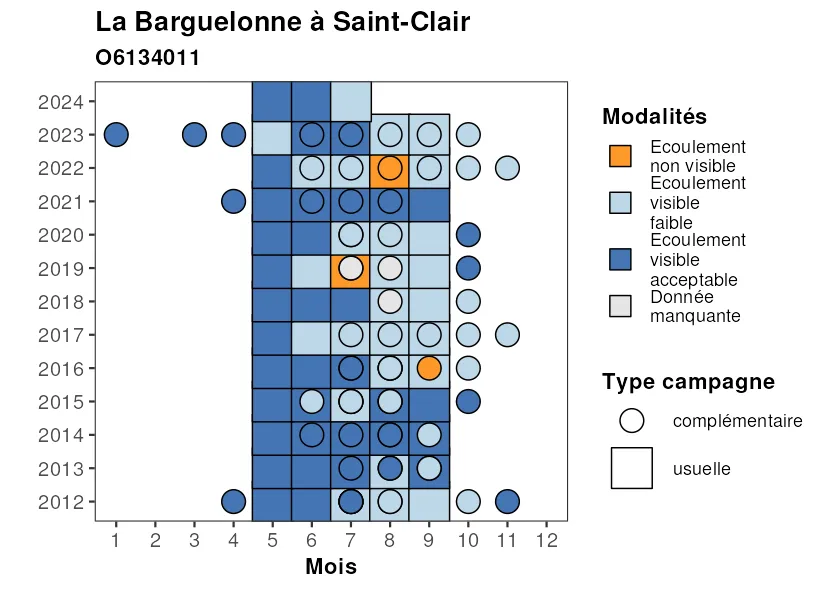 La Barguelonne à Saint-Clair
O6134011
2024
2023
2022
2021
2020
2019
2018
2017
2016
2015
2014
2013
2012
1 2 3 4 5 6 7 8 9 10 11 12
Mois
Modalités
Ecoulement
non visible
Ecoulement
visible
faible
Ecoulement
visible
acceptable
Donnée
manquante
Type campagne
complémentaire
usuelle